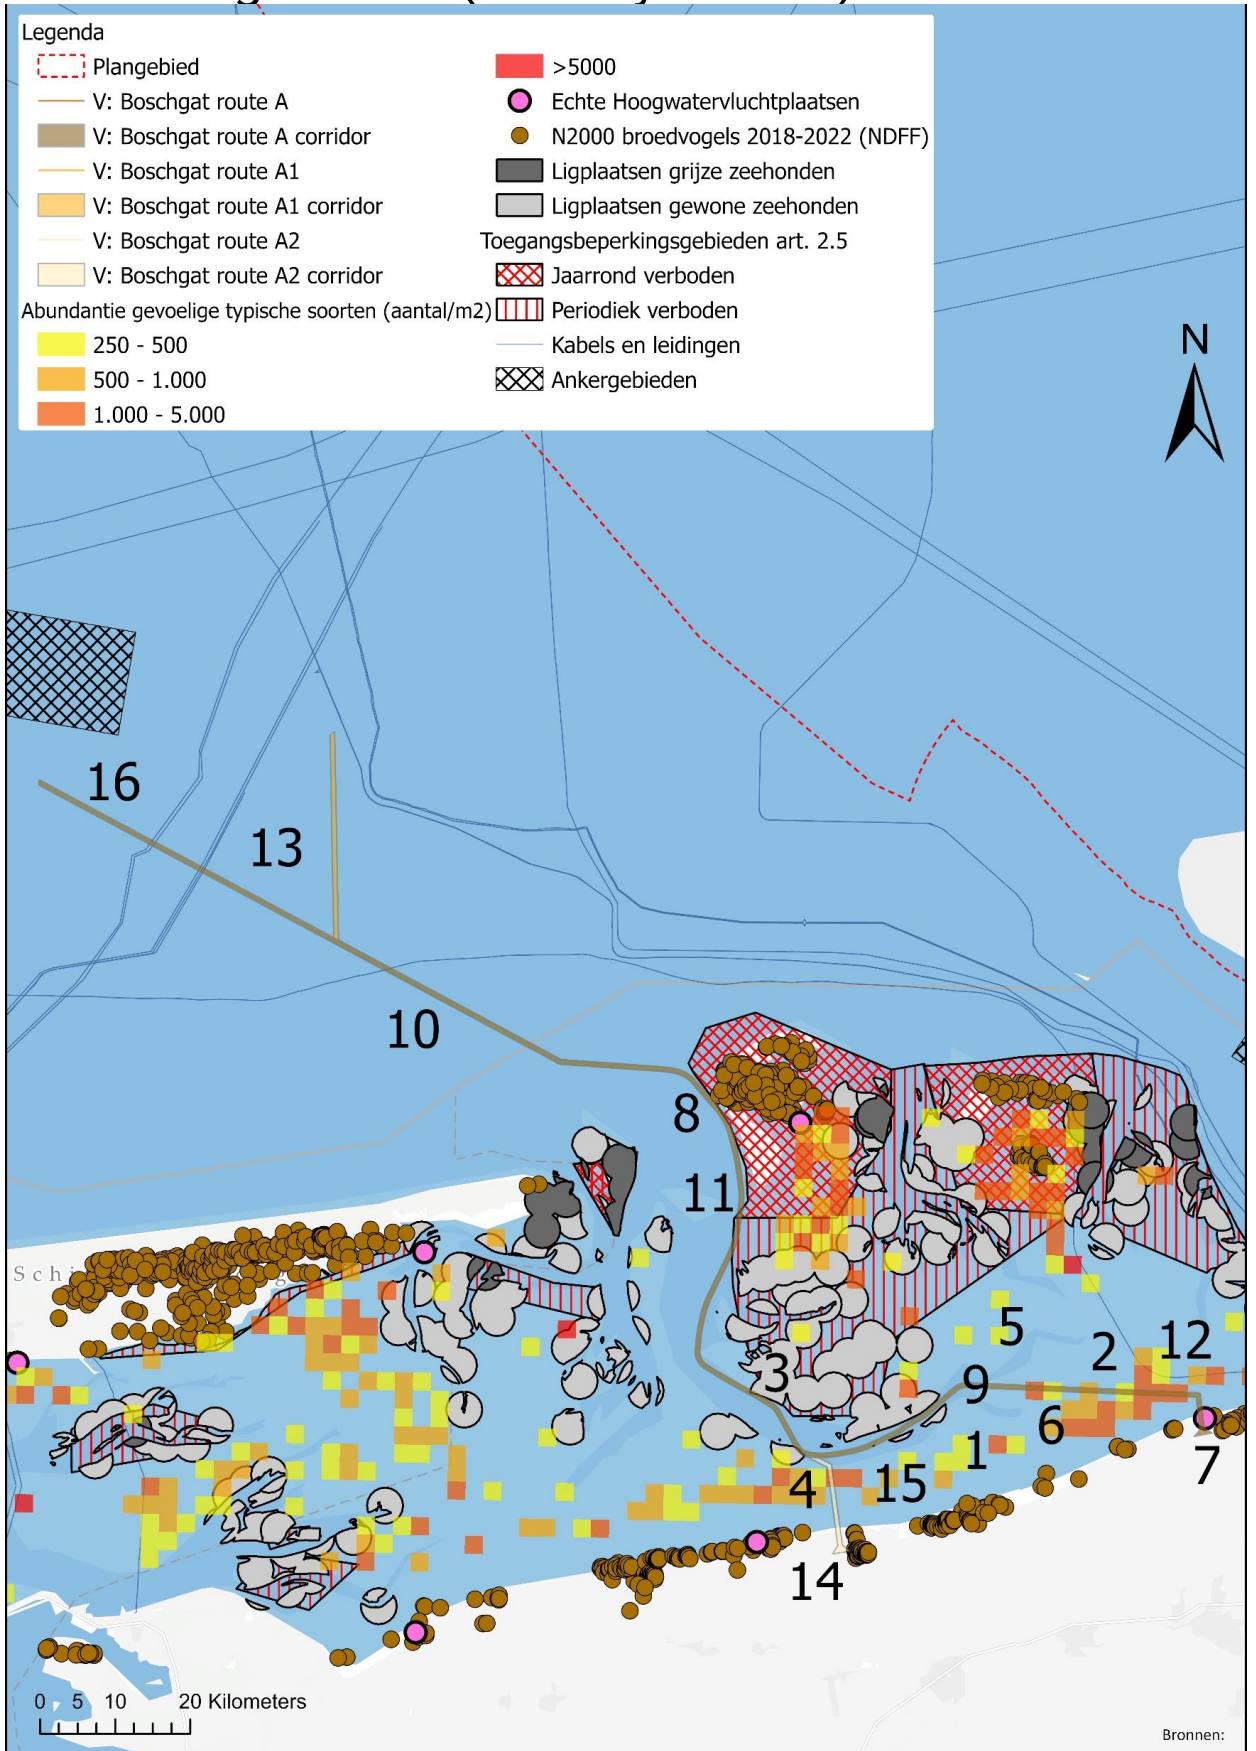 Legenda
Plangebied
V: Boschgat route A
V: Boschgat route A corridor
V: Boschgat route A1
V: Boschgat route A1 corridor
V: Boschgat route A2
V: Boschgat route A2 corridor
Abundantie gevoelige typische soorten (aantal/m2)
250 - 500
500 - 1.000
1.000 - 5.000
>5000
Echte Hoogwatervluchtplaatsen
N2000 broedvogels 2018-2022 (NDFF)
Ligplaatsen grijze zeehonden
Ligplaatsen gewone zeehonden
Toegangsbeperkingsgebieden art. 2.5
Jaarrond verboden
Periodiek verboden
Kabels en leidingen
Ankergebieden
N
16
13
10
8
11
Schi
g
5
2
12
3
9
6
1
7
4
15
14
0 5 10 20 Kilometers
Bronnen: